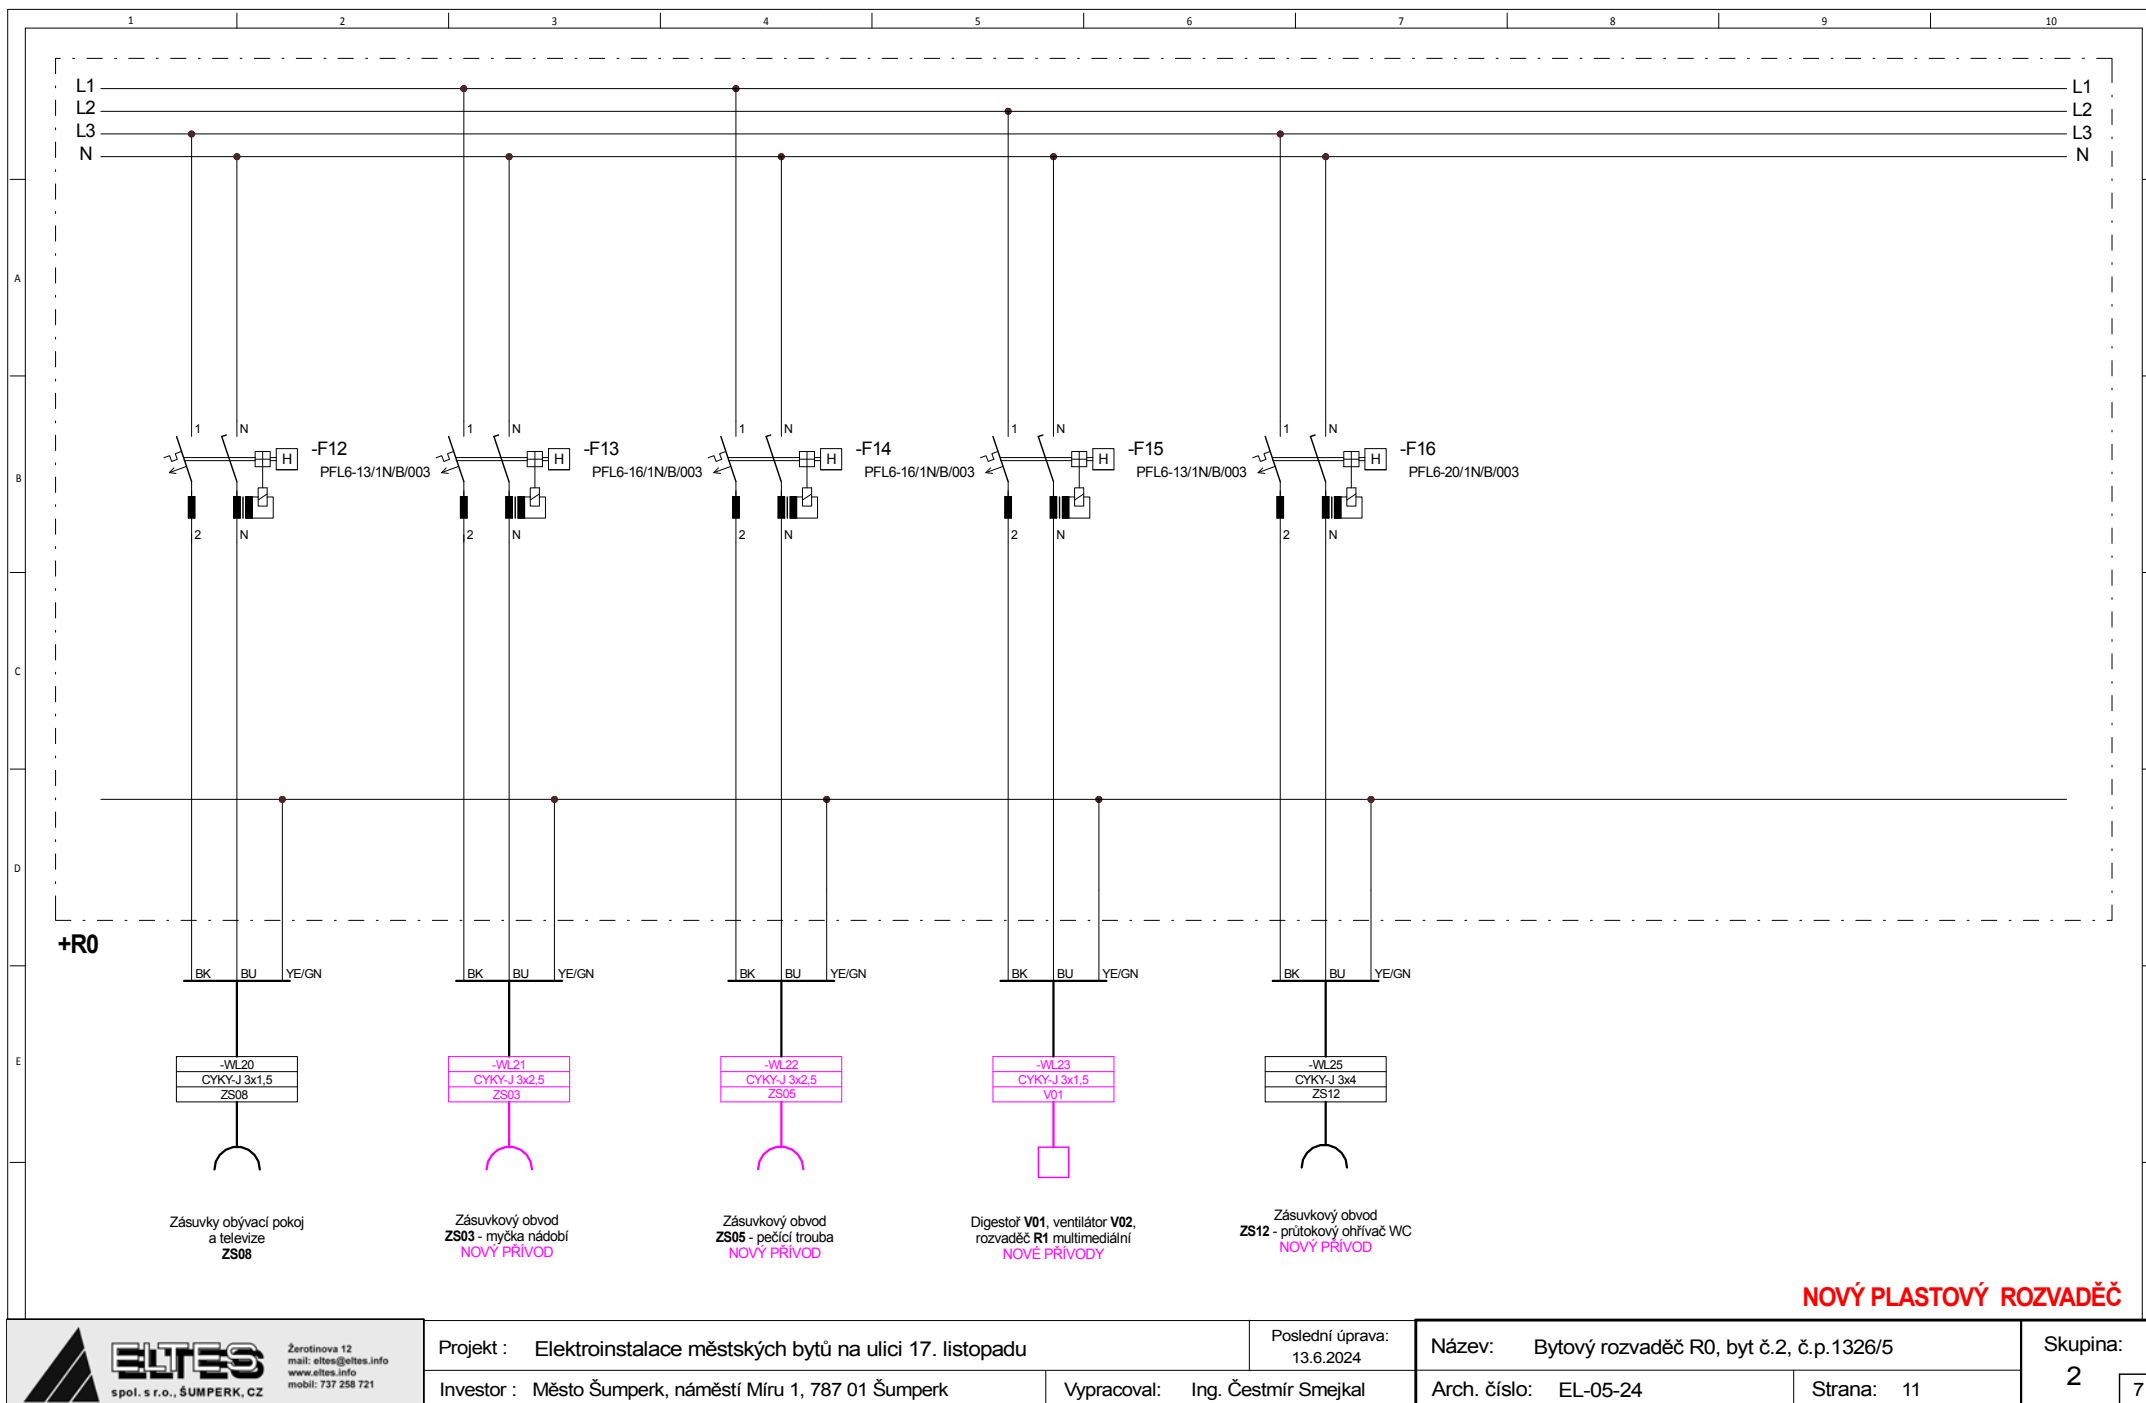 1 2 3 4 5 6 7 8 9 10
L1 L1
L2 L2
L3 L3
N N
A
B
C
D
E
1 N
-F12
PFL6-13/1N/B/003
H
2 N
1 N
-F13
PFL6-16/1N/B/003
H
2 N
1 N
-F14
PFL6-16/1N/B/003
H
2 N
1 N
-F15
PFL6-13/1N/B/003
H
2 N
1 N
-F16
PFL6-20/1N/B/003
H
2 N
+R0
BK BU YE/GN
BK BU YE/GN
BK BU YE/GN
BK BU YE/GN
BK BU YE/GN
-WL20
CYKY-J 3x1,5
ZS08
-WL21
CYKY-J 3x2,5
ZS03
-WL22
CYKY-J 3x2,5
ZS05
-WL23
CYKY-J 3x1,5
V01
-WL25
CYKY-J 3x4
ZS12
Zásuvky obývací pokoj
a televize
ZS08
Zásuvkový obvod
ZS03 - myčka nádobí
NOVÝ PŘÍVOD
Zásuvkový obvod
ZS05 - pečící trouba
NOVÝ PŘÍVOD
Digestoř V01, ventilátor V02,
rozvaděč R1 multimediální
NOVÉ PŘÍVODY
Zásuvkový obvod
ZS12 - průtokový ohřívač WC
NOVÝ PŘÍVOD
NOVÝ PLASTOVÝ ROZVADĚČ
ELTES
spol. s r.o., ŠUMPERK, CZ
Žerotínova 12
mail: eltes@eltes.info
www.eltes.info
mobil: 737 258 721
Projekt : Elektroinstalace městských bytů na ulici 17. listopadu
Poslední úprava:
13.6.2024
Investor : Město Šumperk, náměstí Míru 1, 787 01 Šumperk
Vypracoval: Ing. Čestmír Smejkal
Název: Bytový rozvaděč R0, byt č.2, č.p.1326/5
Arch. číslo: EL-05-24
Strana: 11
Skupina:
2
7